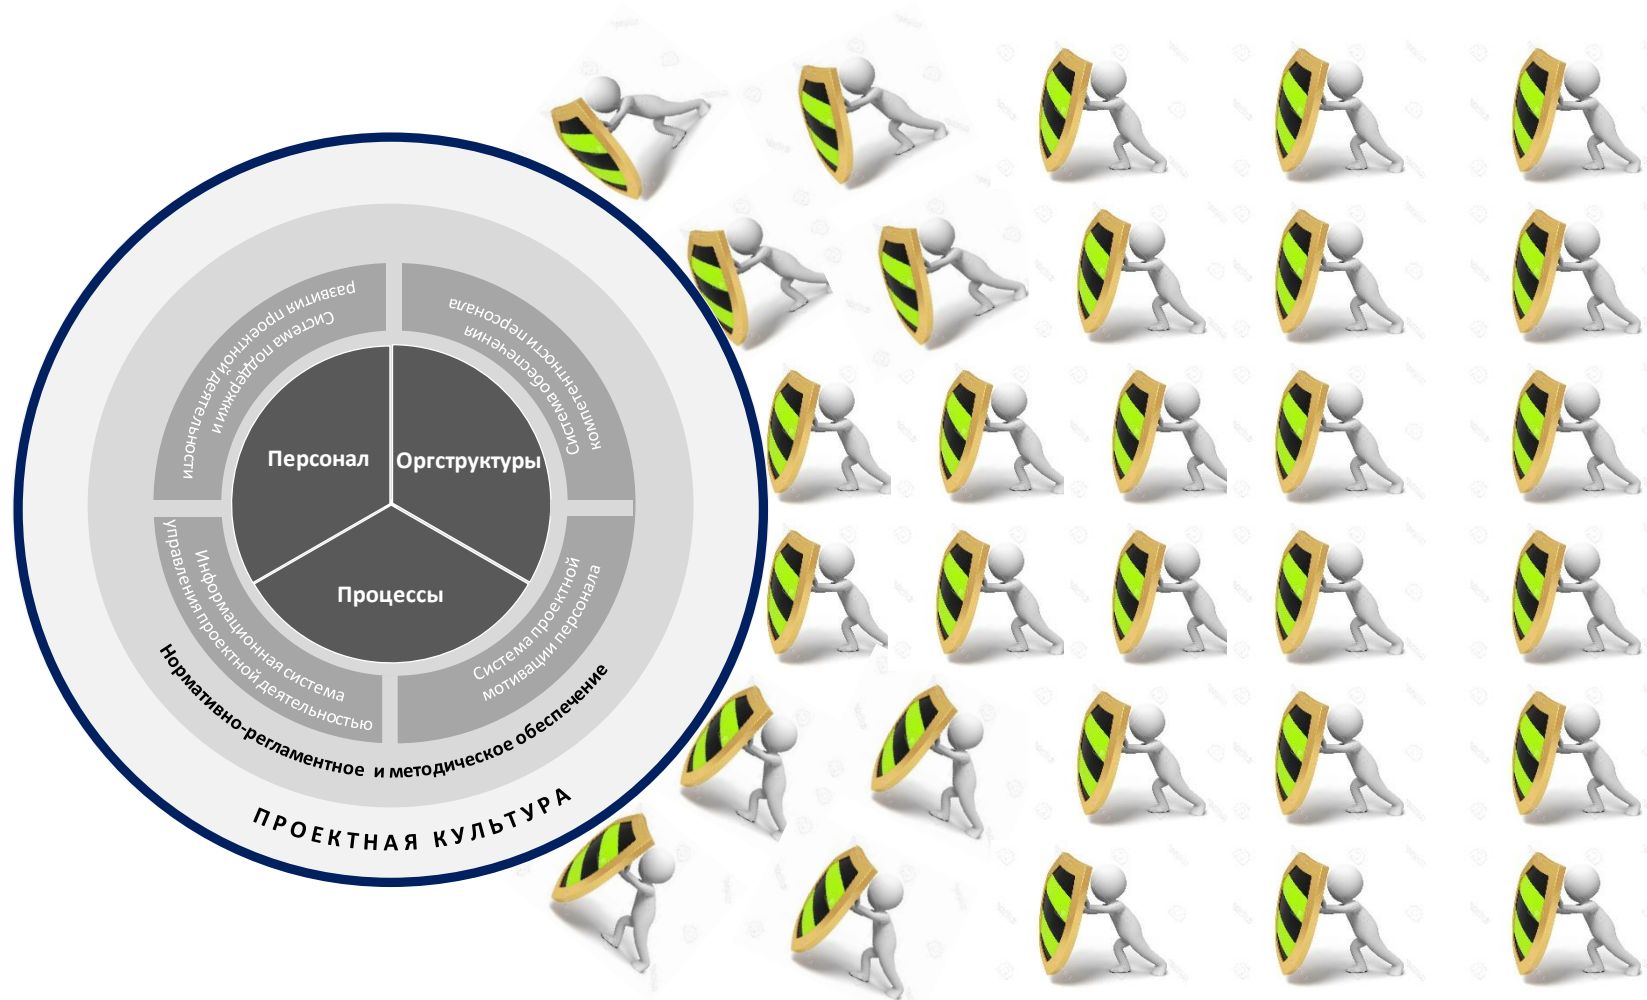 Система поддержки и
развития проектной деятельности
Система обеспечения
компетентности персонала
Персонал
Оргструктуры
Процессы
Информационная система
управления проектной деятельностью
Система проектной
мотивации персонала
Нормативно-регламентное и методическое обеспечение
ПРОЕКТНАЯ КУЛЬТУРА